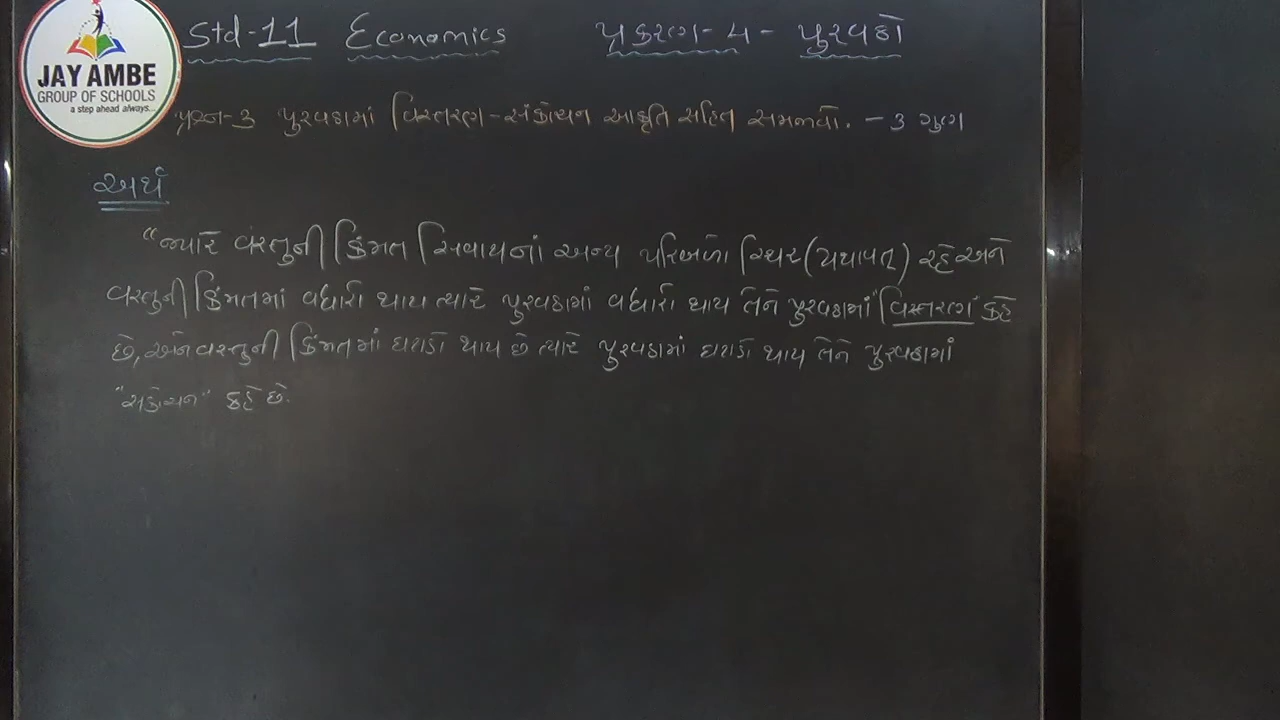 JAY AMBE
GROUP OF SCHOOLS
a step ahead always...
Std-11 Economics પ્રકરણ-4 - પુરવઠો
પ્રશ્ન-૩ પુરવઠામાં વિસ્તરણ-સંકોચન આકૃતિ સહિત સમજાવો. - ૩ ગુણ
અર્થ
"જ્યારે વસ્તુની કિંમત સિવાયનાં અન્ય પરિબળો સ્થિર (યથાવત્) રહે અને
વસ્તુની કિંમતમાં વધારો થાય ત્યારે પુરવઠામાં વધારો થાય તેને પુરવઠામાં "વિસ્તરણ" કહે
છે, અને વસ્તુની કિંમતમાં ઘટાડો થાય છે ત્યારે પુરવઠામાં ઘટાડો થાય તેને પુરવઠામાં
"સંકોચન" કહે છે.